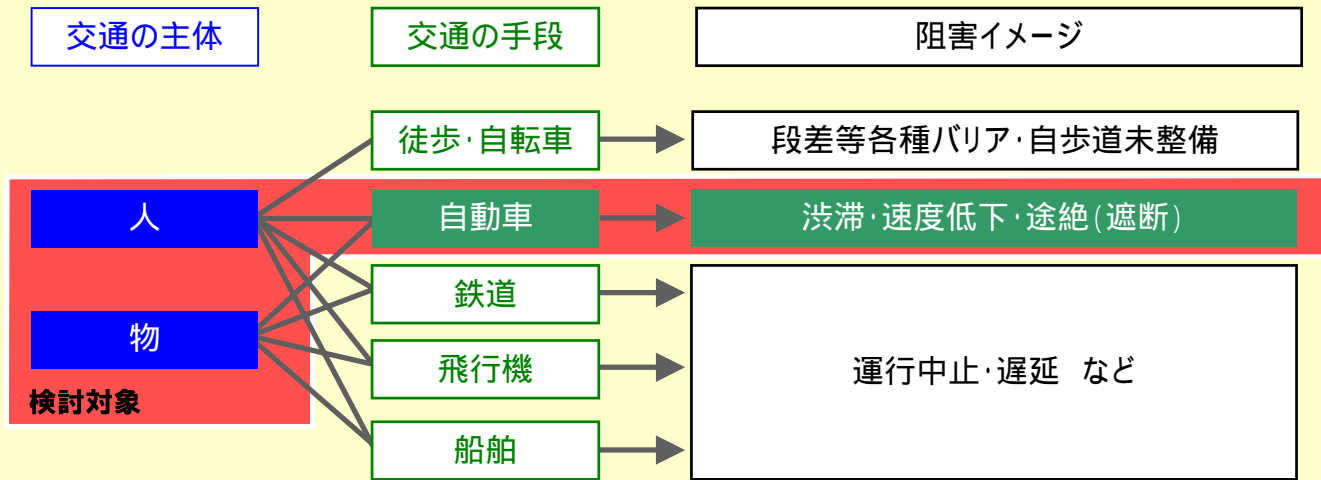 交通の主体
交通の手段
阻害イメージ
徒歩・自転車
段差等各種バリア・自歩道未整備
人
自動車
渋滞・速度低下・途絶(遮断)
鉄道
物
飛行機
運行中止・遅延 など
検討対象
船舶